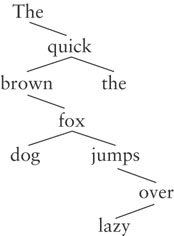 The
quick
brown the
fox
dog jumps
over
lazy